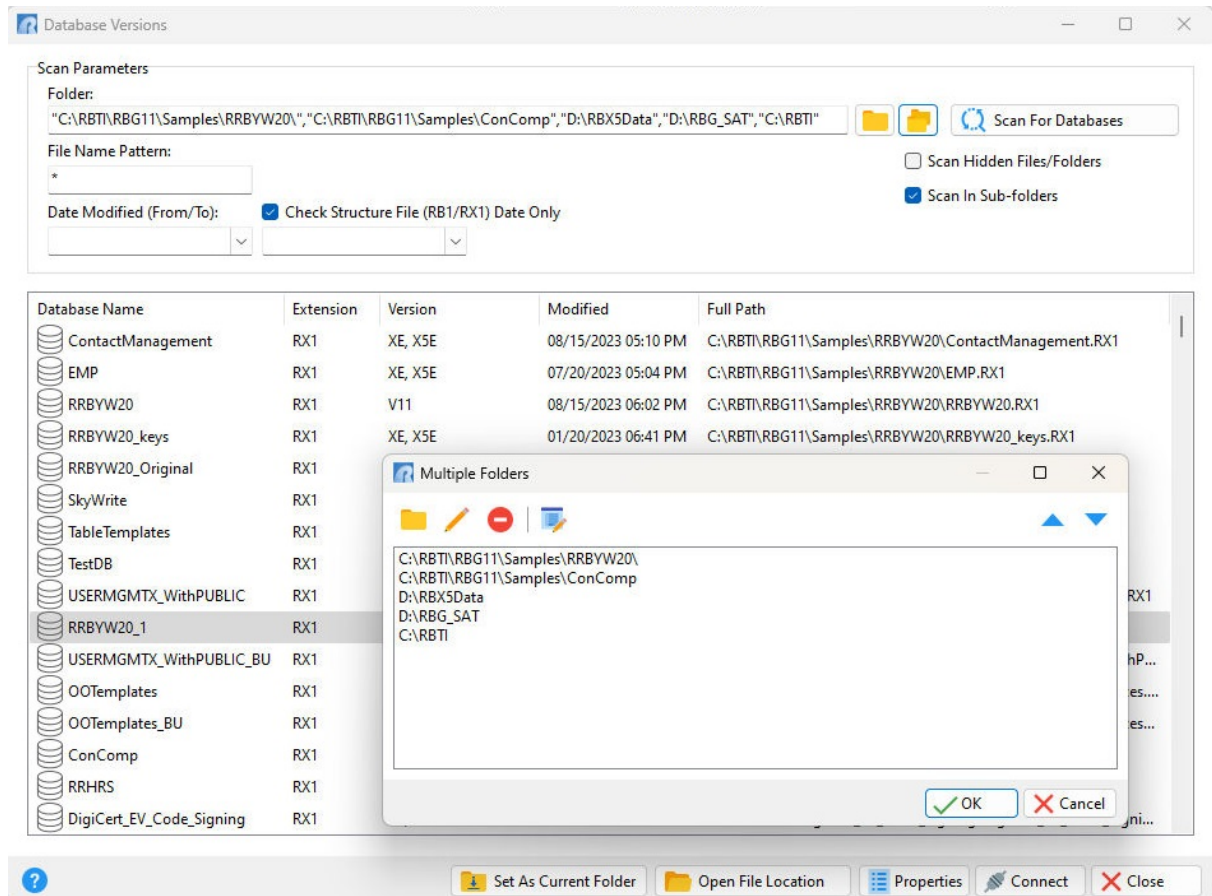 Database Versions
Scan Parameters
Folder:
"C:\RBTI\RBG11\Samples\RRBYW20\","C:\RBTI\RBG11\Samples\ConComp","D:\RBX5Data","D:\RBG_SAT","C:\RBTI"
Scan For Databases
File Name Pattern:
*
Scan Hidden Files/Folders
Scan In Sub-folders
Date Modified (From/To):
Check Structure File (RB1/RX1) Date Only
Database Name Extension Version Modified Full Path
ContactManagement RX1 XE, X5E 08/15/2023 05:10 PM C:\RBTI\RBG11\Samples\RRBYW20\ContactManagement.RX1
EMP RX1 XE, X5E 07/20/2023 05:04 PM C:\RBTI\RBG11\Samples\RRBYW20\EMP.RX1
RRBYW20 RX1 V11 08/15/2023 06:02 PM C:\RBTI\RBG11\Samples\RRBYW20\RRBYW20.RX1
RRBYW20_keys RX1 XE, X5E 01/20/2023 06:41 PM C:\RBTI\RBG11\Samples\RRBYW20\RRBYW20_keys.RX1
RRBYW20_Original RX1
SkyWrite RX1
TableTemplates RX1
TestDB RX1
USERMGMTX_WithPUBLIC RX1 RX1
RRBYW20_1 RX1
USERMGMTX_WithPUBLIC_BU RX1 hP...
OOTemplates RX1 es....
OOTemplates_BU RX1 es...
ConComp RX1
RRHRS RX1
DigiCert_EV_Code_Signing RX1 gni...
Multiple Folders
C:\RBTI\RBG11\Samples\RRBYW20\
C:\RBTI\RBG11\Samples\ConComp
D:\RBX5Data
D:\RBG_SAT
C:\RBTI
OK Cancel
? Set As Current Folder Open File Location Properties Connect Close